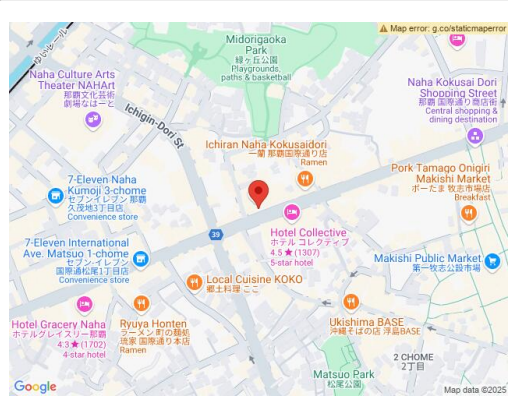 Map error: g.co/staticmaperror
Midorigaoka
Park
緑ヶ丘公園
Playgrounds,
paths & basketball
ゆいレール
Naha Culture Arts
Theater NAHArt
那覇文化芸術
劇場なはーと
Ichigin-Dori St
Naha Kokusai Dori
Shopping Street
那覇 国際通り商店街
Central shopping &
dining destination
Ichiran Naha Kokusaidori
一蘭 那覇国際通り店
Ramen
Pork Tamago Onigiri
Makishi Market
ポーたま 牧志市場店
Breakfast
7-Eleven Naha
Kumoji 3-chome
セブン-イレブン 那覇
久茂地3丁目店
Convenience store
39
Hotel Collective
ホテル コレクティブ
4.5★(1307)
5-star hotel
7-Eleven International
Ave. Matsuo 1-chome
セブン-イレブン
国際通松尾1丁目店
Convenience store
Makishi Public Market
第一牧志公設市場
Local Cuisine KOKO
郷土料理 ここ
Hotel Gracery Naha
ホテルグレイスリー那覇
4.3★(1702)
4-star hotel
Ryuya Honten
ラーメン 町の麺処
琉家 国際通り本店
Ramen
Ukishima BASE
沖縄そばの店 浮島BASE
2 CHOME
2丁目
Matsuo Park
松尾公園
Google
Map data ©2025